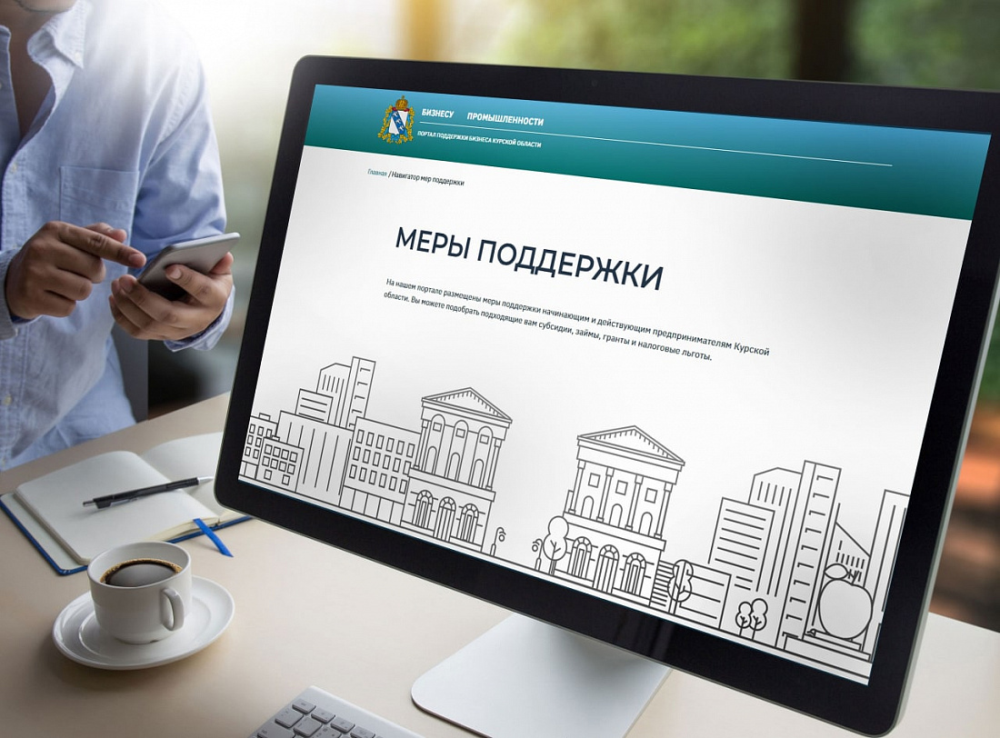 БИЗНЕСУ ПРОМЫШЛЕННОСТИ
ПОРТАЛ ПОДДЕРЖКИ БИЗНЕСА КУРСКОЙ ОБЛАСТИ
Главная / Навигатор мер поддержки
МЕРЫ ПОДДЕРЖКИ
На нашем портале размещены меры поддержки начинающим и действующим предпринимателям Курской
области. Вы можете подобрать подходящие вам субсидии, займы, гранты и налоговые льготы.